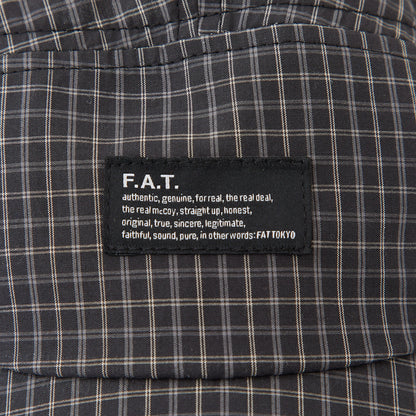 F.A.T.
authentic, genuine, for real, the real deal,
the real mccoy, straight up, honest,
original, true, sincere, legitimate,
faithful, sound, pure, in other words: FAT TOKYO